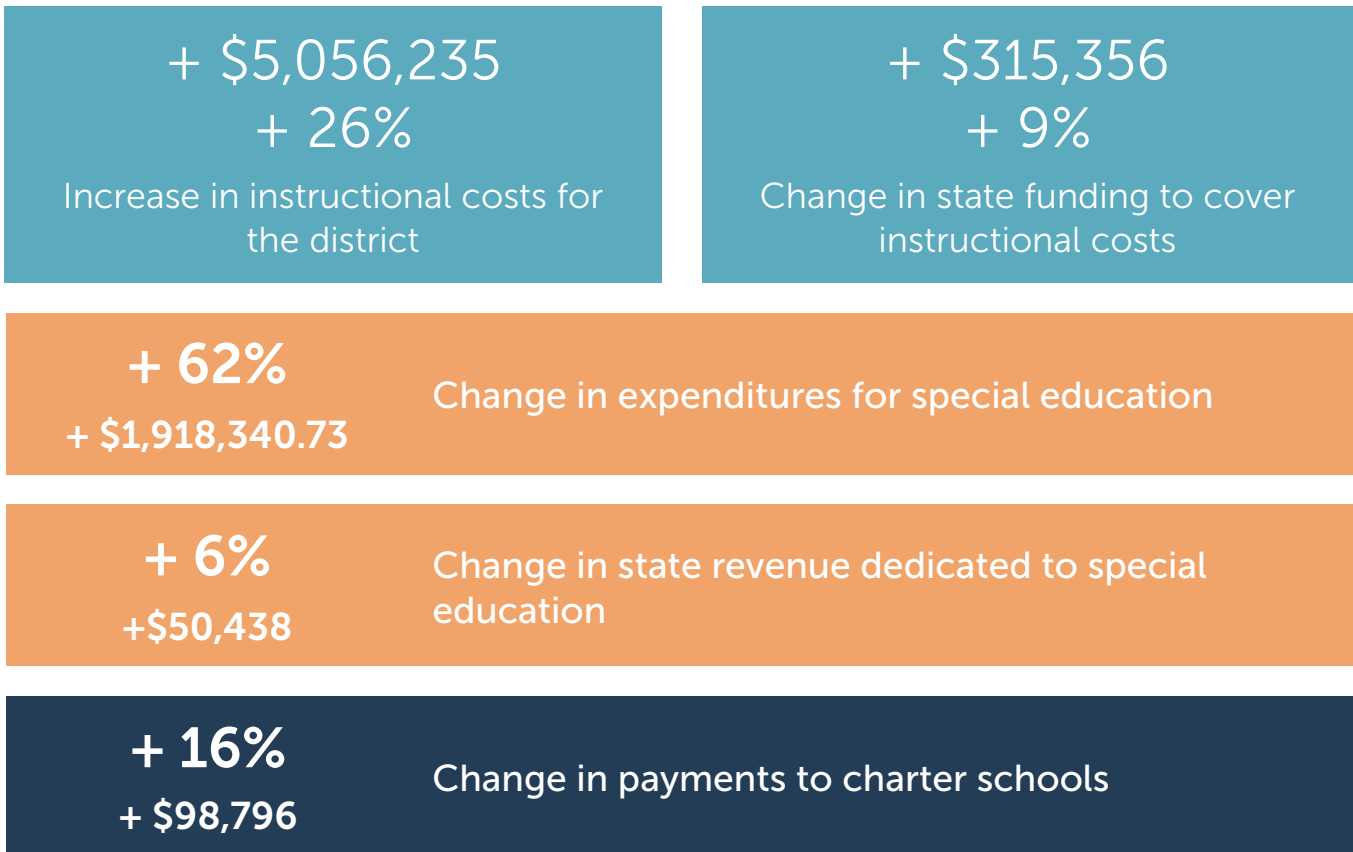 + $5,056,235
+ 26%
Increase in instructional costs for
the district
+ $315,356
+ 9%
Change in state funding to cover
instructional costs
+ 62%
+ $1,918,340.73
Change in expenditures for special education
+ 6%
+$50,438
Change in state revenue dedicated to special
education
+ 16%
+ $98,796
Change in payments to charter schools